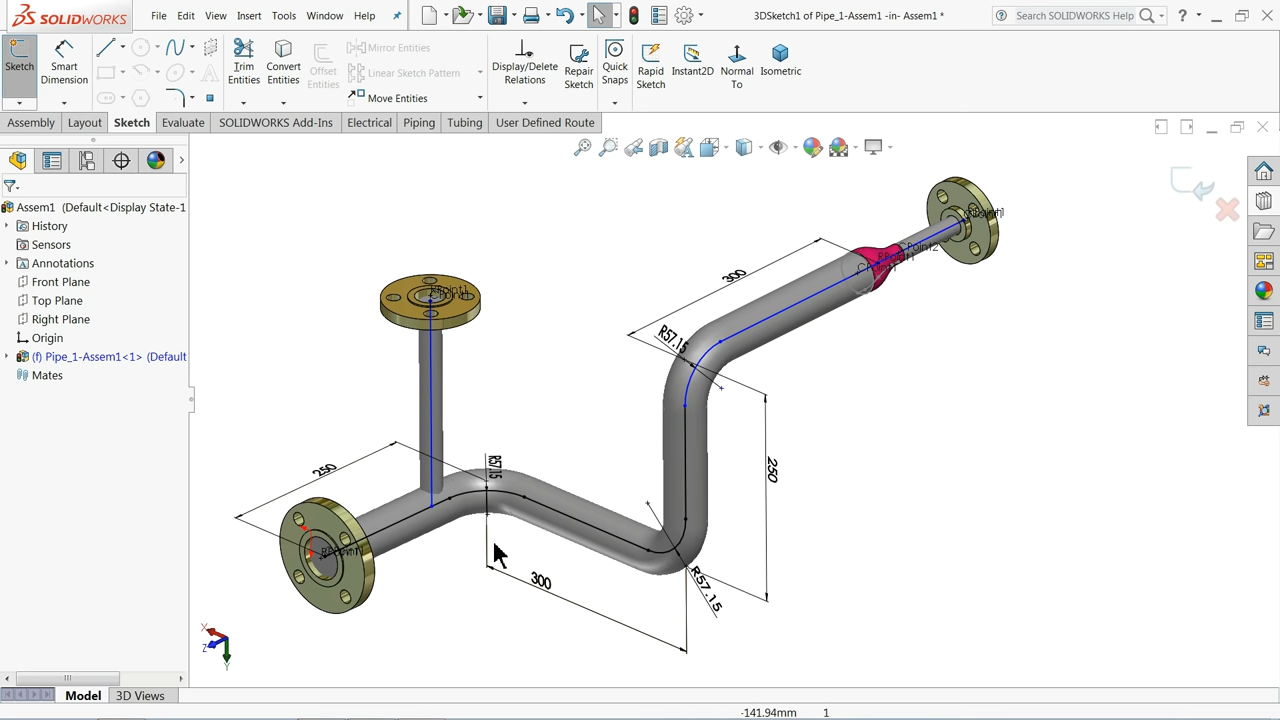 SOLIDWORKS
File
Edit
View
Insert
Tools
Window
Help
3DSketch1 of Pipe_1-Assem1 -in- Assem1 *
Search SOLIDWORKS Help
?
Sketch
Smart Dimension
Trim Entities
Convert Entities
Offset Entities
Mirror Entities
Linear Sketch Pattern
Move Entities
Display/Delete Relations
Repair Sketch
Quick Snaps
Rapid Sketch
Instant2D
Normal To
Isometric
Assembly
Layout
Sketch
Evaluate
SOLIDWORKS Add-Ins
Electrical
Piping
Tubing
User Defined Route
Assem1 (Default<Display State-1
History
Sensors
Annotations
Front Plane
Top Plane
Right Plane
Origin
(f) Pipe_1-Assem1<1> (Default
Mates
CPoint2
RPoint1
CPoint1
300
R57.15
250
R57.15
250
R57.15
300
X
Z
Y
Model
3D Views
-141.94mm
1